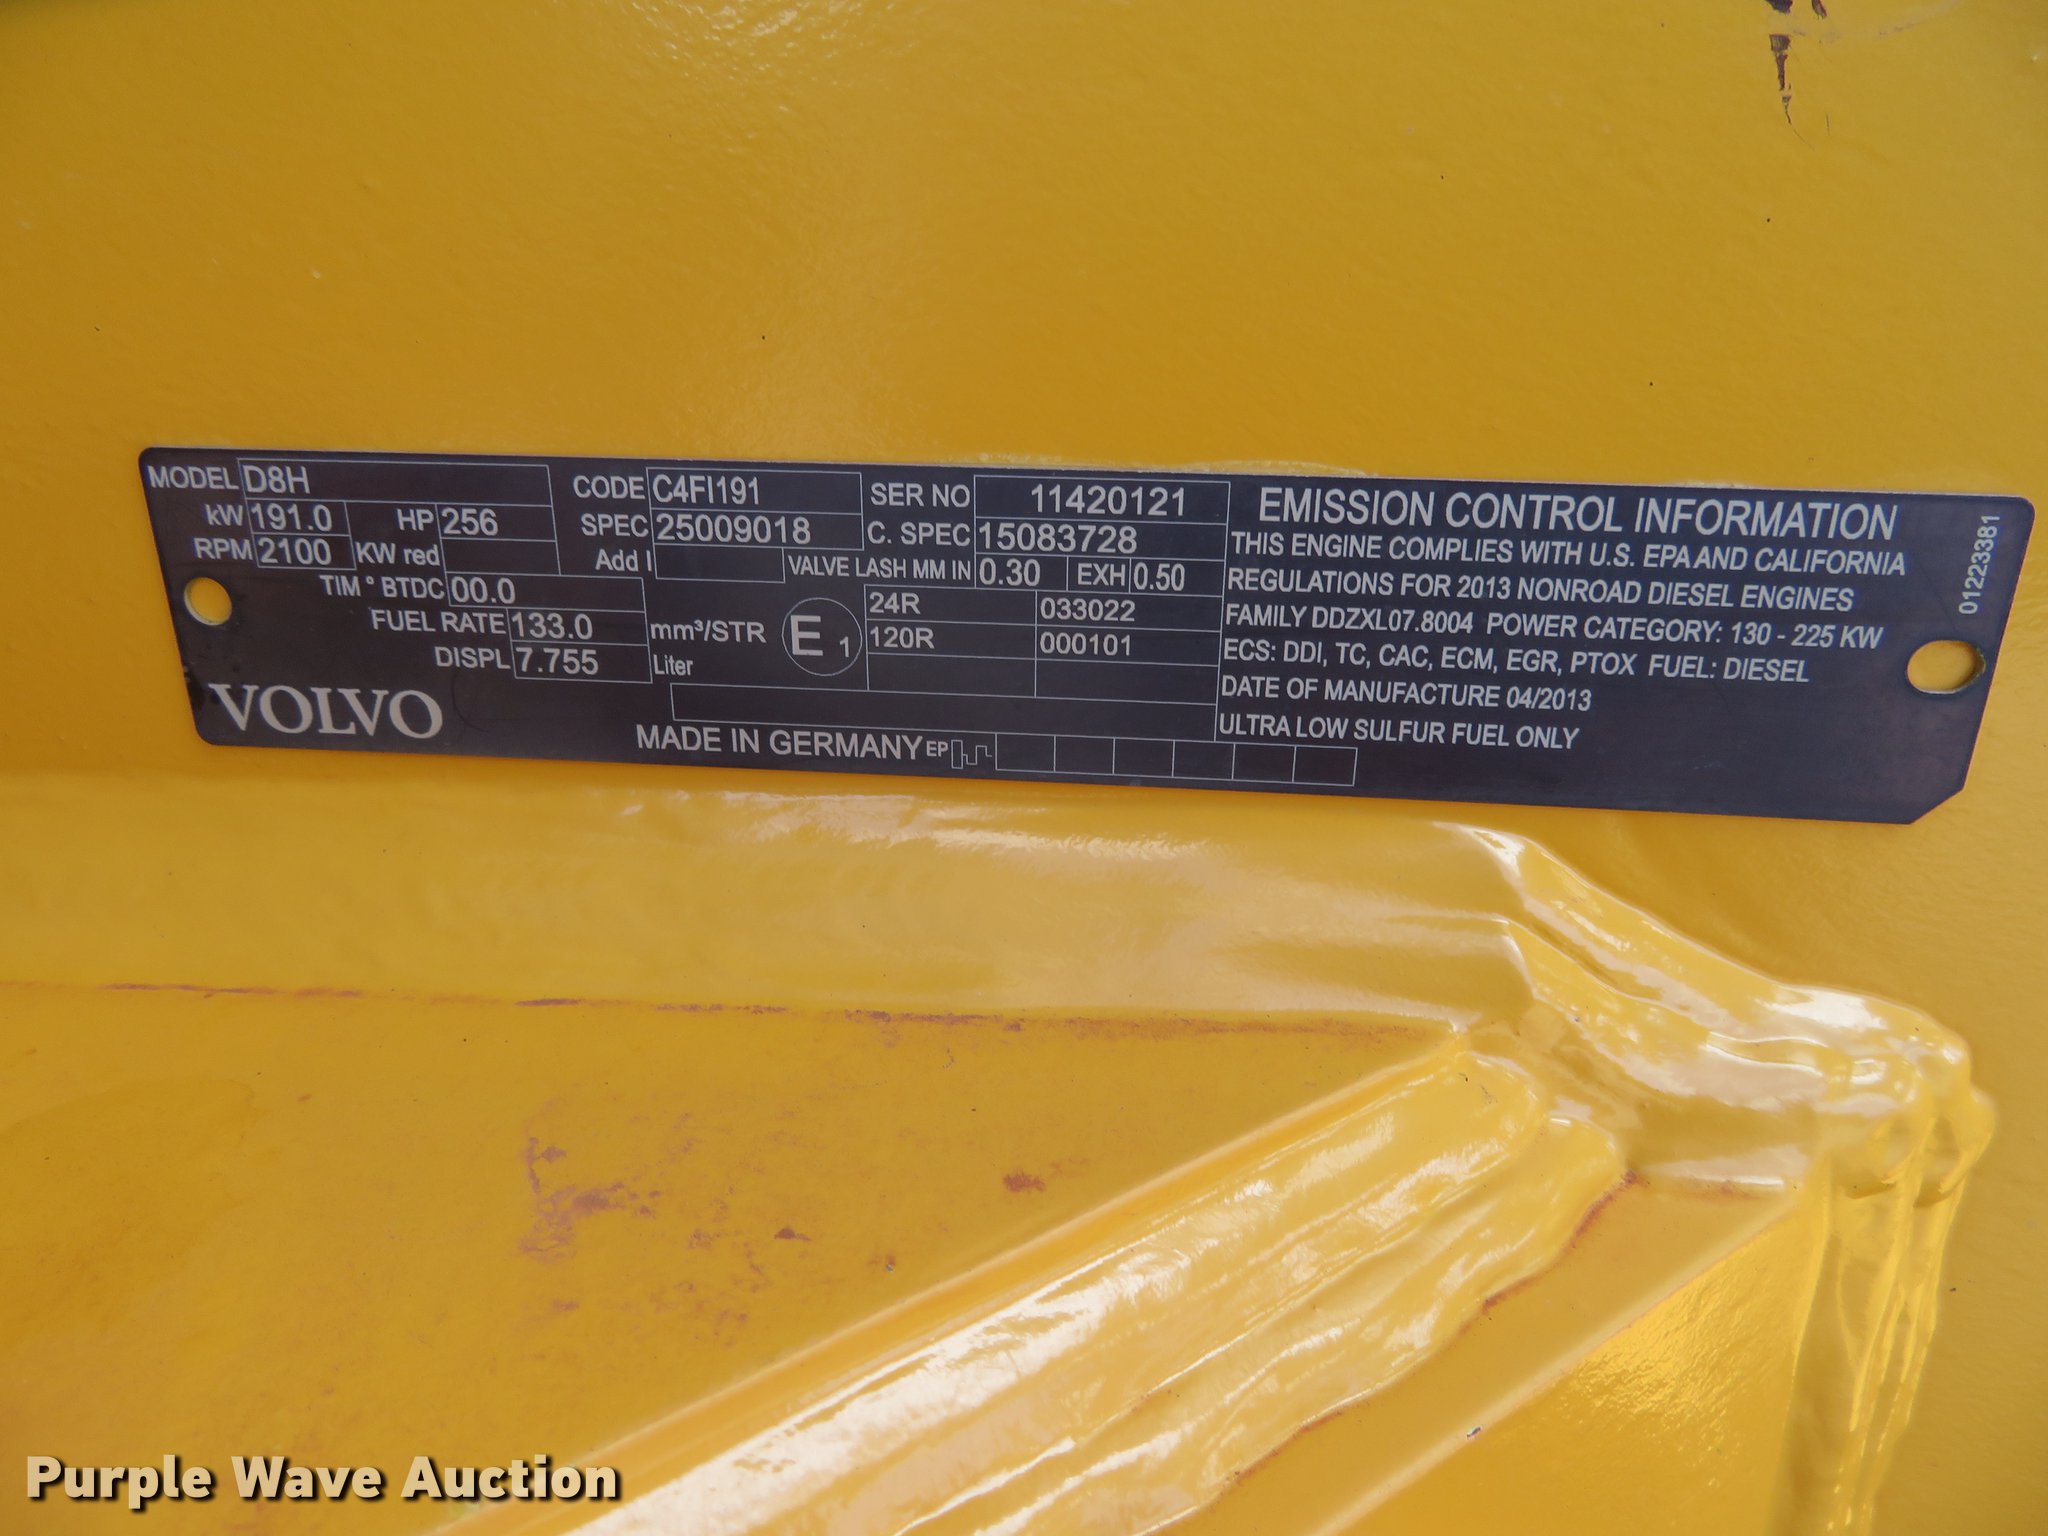 MODEL D8H
kW 191.0 HP 256
RPM 2100 KW red
TIM ° BTDC 00.0
FUEL RATE 133.0 mm³/STR
DISPL 7.755 Liter
VOLVO
CODE C4FI191
SPEC 25009018
Add I
SER NO 11420121
C. SPEC 15083728
VALVE LASH MM IN 0.30 EXH 0.50
E 1
24R 033022
120R 000101
MADE IN GERMANY EP
EMISSION CONTROL INFORMATION
THIS ENGINE COMPLIES WITH U.S. EPA AND CALIFORNIA
REGULATIONS FOR 2013 NONROAD DIESEL ENGINES
FAMILY DDZXL07.8004 POWER CATEGORY: 130 - 225 KW
ECS: DDI, TC, CAC, ECM, EGR, PTOX FUEL: DIESEL
DATE OF MANUFACTURE 04/2013
ULTRA LOW SULFUR FUEL ONLY
01223381
Purple Wave Auction